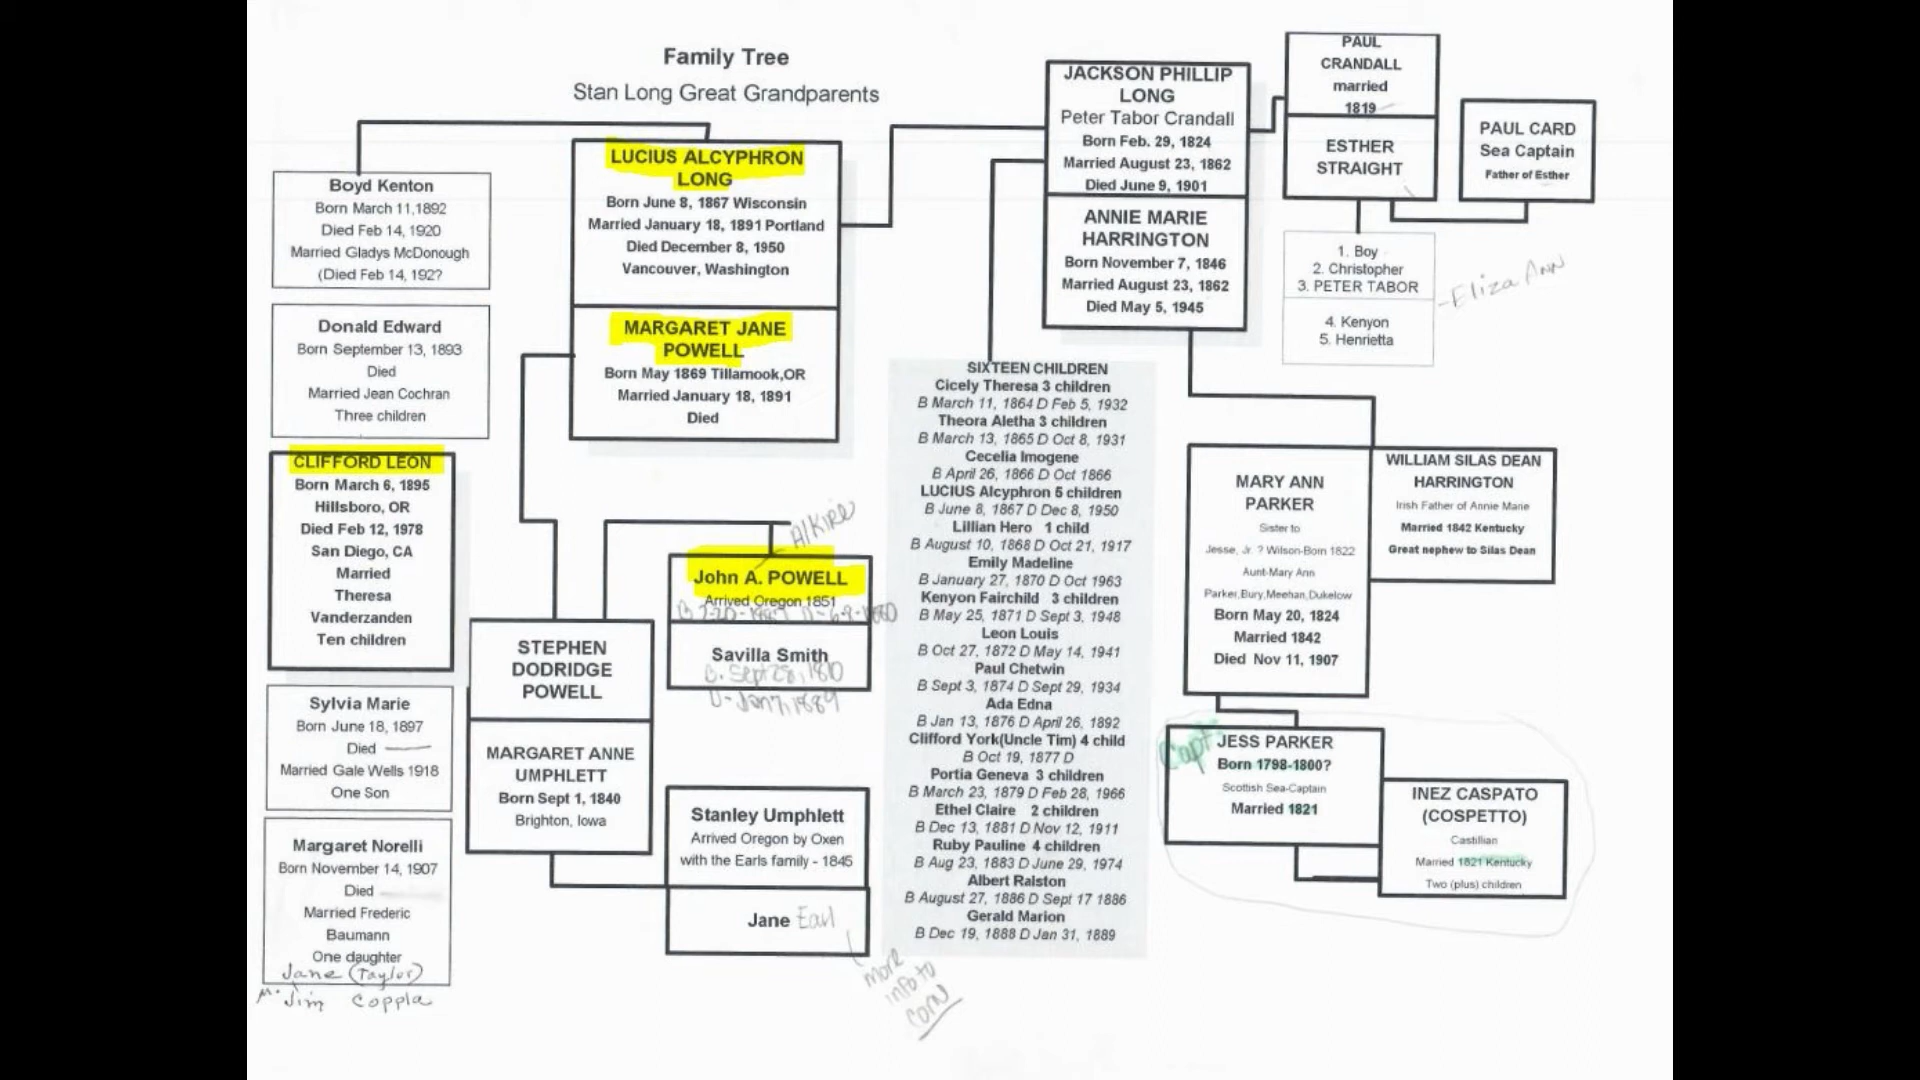 Family Tree
Stan Long Great Grandparents
Boyd Kenton
Born March 11,1892
Died Feb 14, 1920
Married Gladys McDonough
(Died Feb 14, 192?
Donald Edward
Born September 13, 1893
Died
Married Jean Cochran
Three children
CLIFFORD LEON
Born March 6, 1895
Hillsboro, OR
Died Feb 12, 1978
San Diego, CA
Married
Theresa
Vanderzanden
Ten children
Sylvia Marie
Born June 18, 1897
Died
Married Gale Wells 1918
One Son
Margaret Norelli
Born November 14, 1907
Died
Married Frederic
Baumann
One daughter
Jane (Taylor)
m. Jim Coppla
LUCIUS ALCYPHRON
LONG
Born June 8, 1867 Wisconsin
Married January 18, 1891 Portland
Died December 8, 1950
Vancouver, Washington
MARGARET JANE
POWELL
Born May 1869 Tillamook,OR
Married January 18, 1891
Died
STEPHEN
DODRIDGE
POWELL
MARGARET ANNE
UMPHLETT
Born Sept 1, 1840
Brighton, Iowa
Alkire
John A. POWELL
Arrived Oregon 1851
Savilla Smith
B. Sept 28, 1810
D-Jan 7, 1889
Stanley Umphlett
Arrived Oregon by Oxen
with the Earls family - 1845
Jane Earl
more
info to
corn
JACKSON PHILLIP
LONG
Peter Tabor Crandall
Born Feb. 29, 1824
Married August 23, 1862
Died June 9, 1901
ANNIE MARIE
HARRINGTON
Born November 7, 1846
Married August 23, 1862
Died May 5, 1945
SIXTEEN CHILDREN
Cicely Theresa 3 children
B March 11, 1864 D Feb 5, 1932
Theora Aletha 3 children
B March 13, 1865 D Oct 8, 1931
Cecelia Imogene
B April 26, 1866 D Oct 1866
LUCIUS Alcyphron 5 children
B June 8, 1867 D Dec 8, 1950
Lillian Hero 1 child
B August 10, 1868 D Oct 21, 1917
Emily Madeline
B January 27, 1870 D Oct 1963
Kenyon Fairchild 3 children
B May 25, 1871 D Sept 3, 1948
Leon Louis
B Oct 27, 1872 D May 14, 1941
Paul Chetwin
B Sept 3, 1874 D Sept 29, 1934
Ada Edna
B Jan 13, 1876 D April 26, 1892
Clifford York(Uncle Tim) 4 child
B Oct 19, 1877 D
Portia Geneva 3 children
B March 23, 1879 D Feb 28, 1966
Ethel Claire 2 children
B Dec 13, 1881 D Nov 12, 1911
Ruby Pauline 4 children
B Aug 23, 1883 D June 29, 1974
Albert Ralston
B August 27, 1886 D Sept 17 1886
Gerald Marion
B Dec 19, 1888 D Jan 31, 1889
PAUL
CRANDALL
married
1819
ESTHER
STRAIGHT
PAUL CARD
Sea Captain
Father of Esther
1. Boy
2. Christopher
3. PETER TABOR
4. Kenyon
5. Henrietta
-Eliza Ann
MARY ANN
PARKER
Sister to
Jesse, Jr. ? Wilson-Born 1822
Aunt-Mary Ann
Parker,Bury,Meehan,Dukelow
Born May 20, 1824
Married 1842
Died Nov 11, 1907
WILLIAM SILAS DEAN
HARRINGTON
Irish Father of Annie Marie
Married 1842 Kentucky
Great nephew to Silas Dean
Capt.
JESS PARKER
Born 1798-1800?
Scottish Sea-Captain
Married 1821
INEZ CASPATO
(COSPETTO)
Castillian
Married 1821 Kentucky
Two (plus) children